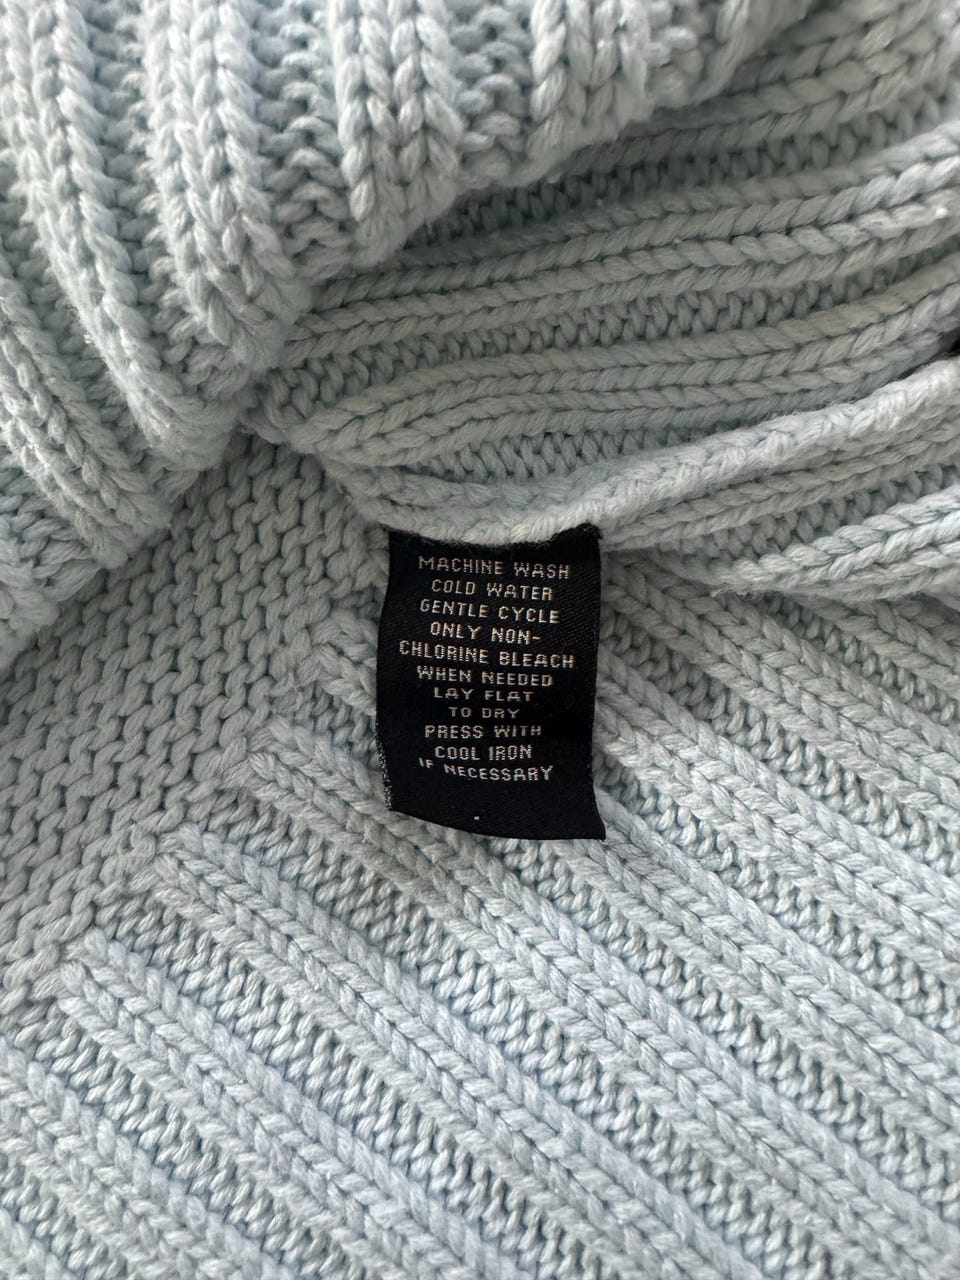 MACHINE WASH
COLD WATER
GENTLE CYCLE
ONLY NON-
CHLORINE BLEACH
WHEN NEEDED
LAY FLAT
TO DRY
PRESS WITH
COOL IRON
IF NECESSARY